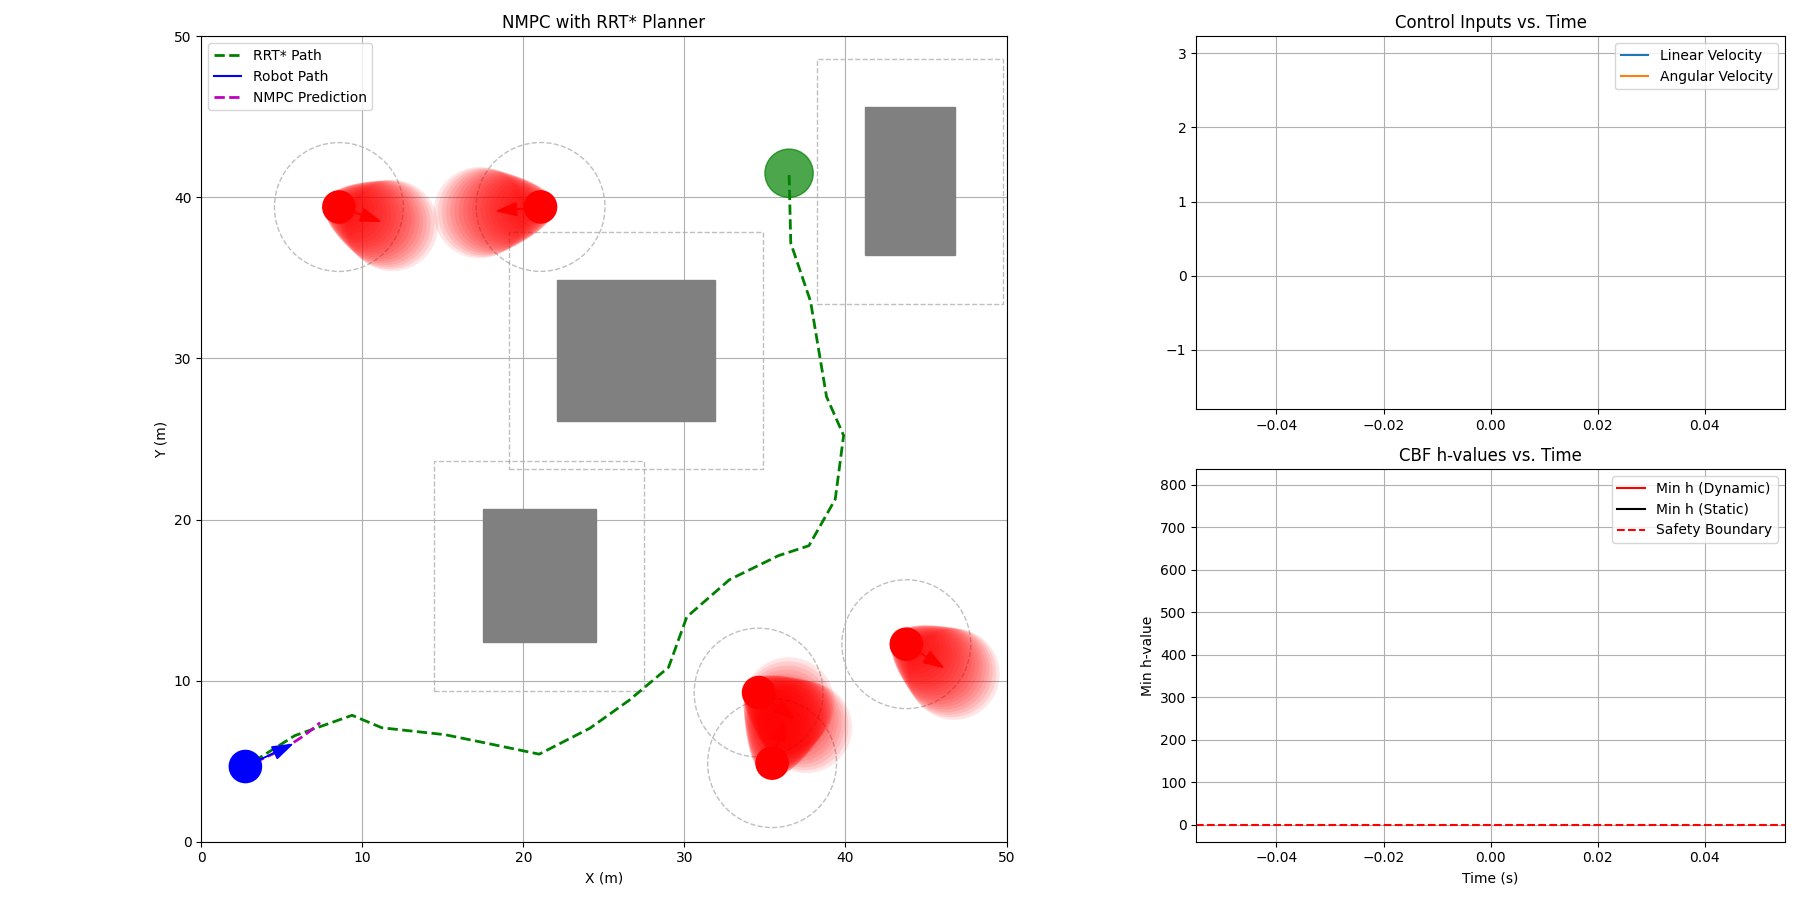 NMPC with RRT* Planner
RRT* Path
Robot Path
NMPC Prediction
50
40
30
20
10
0
Y (m)
0 10 20 30 40 50
X (m)
Control Inputs vs. Time
Linear Velocity
Angular Velocity
3
2
1
0
−1
−0.04 −0.02 0.00 0.02 0.04
CBF h-values vs. Time
Min h (Dynamic)
Min h (Static)
Safety Boundary
800
700
600
500
400
300
200
100
0
Min h-value
−0.04 −0.02 0.00 0.02 0.04
Time (s)